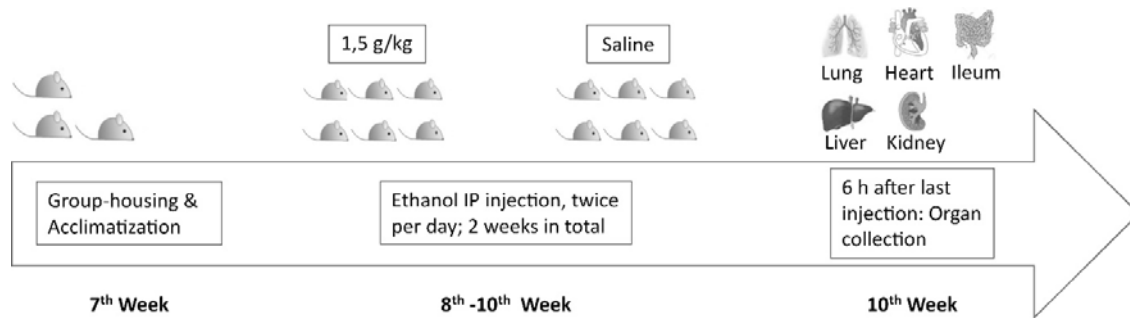 1,5 g/kg
Saline
Lung Heart Ileum
Liver Kidney
Group-housing &
Acclimatization
Ethanol IP injection, twice
per day; 2 weeks in total
6 h after last
injection: Organ
collection
7th Week
8th -10th Week
10th Week